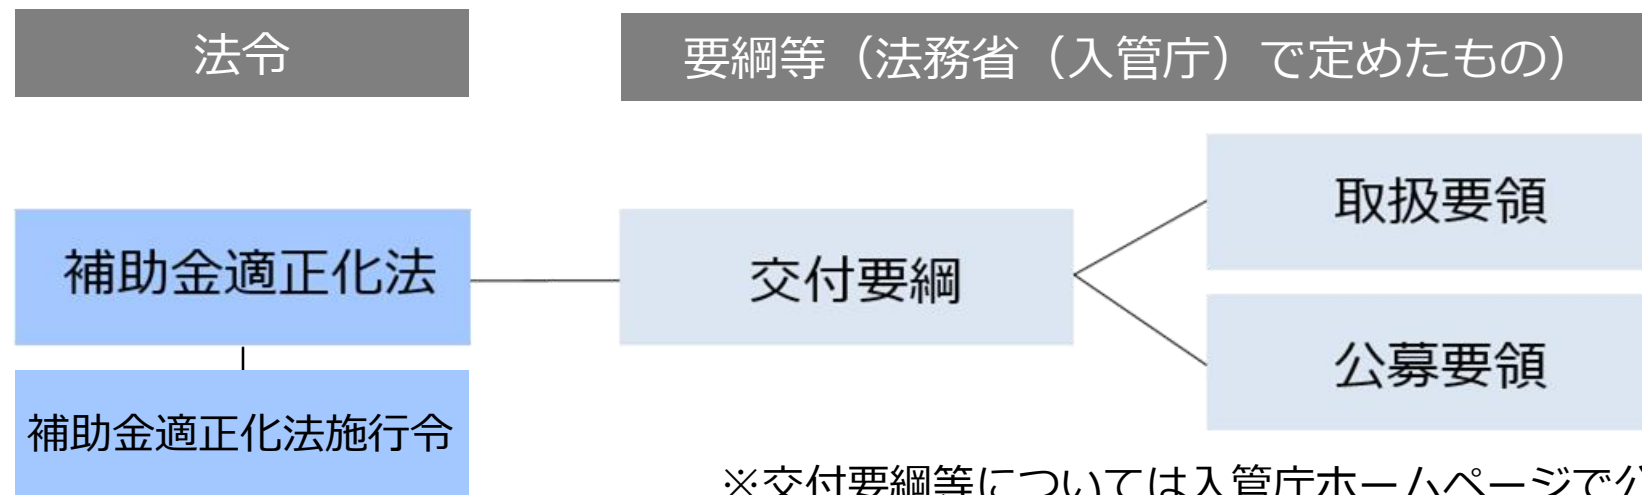 法令
要綱等（法務省（入管庁）で定めたもの）
補助金適正化法
交付要綱
取扱要領
公募要領
補助金適正化法施行令
※交付要綱等については入管庁ホームページで